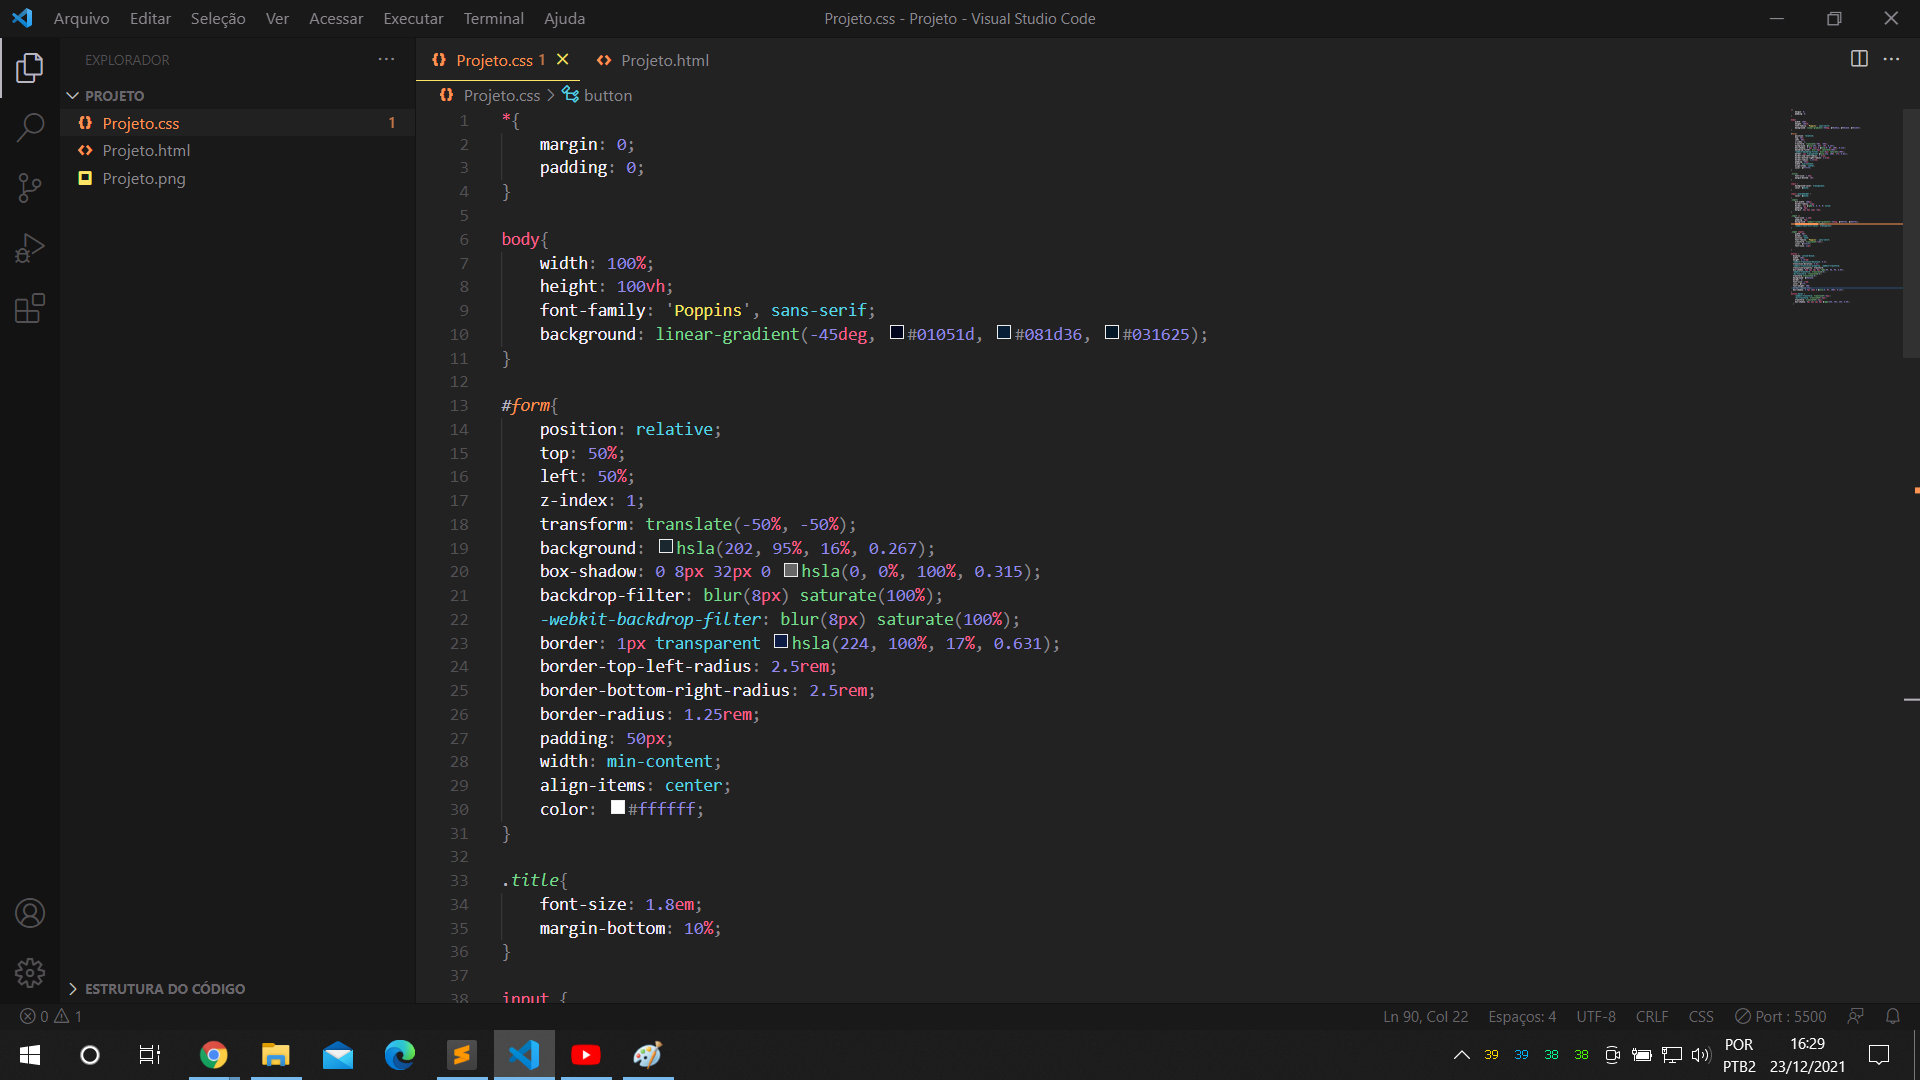 Arquivo Editar Seleção Ver Acessar Executar Terminal Ajuda
Projeto.css - Projeto - Visual Studio Code
EXPLORADOR
PROJETO
Projeto.css 1
Projeto.html
Projeto.png
ESTRUTURA DO CÓDIGO
Projeto.css 1
Projeto.html
Projeto.css > button
1 *{
2 margin: 0;
3 padding: 0;
4 }
5
6 body{
7 width: 100%;
8 height: 100vh;
9 font-family: 'Poppins', sans-serif;
10 background: linear-gradient(-45deg, #01051d, #081d36, #031625);
11 }
12
13 #form{
14 position: relative;
15 top: 50%;
16 left: 50%;
17 z-index: 1;
18 transform: translate(-50%, -50%);
19 background: hsla(202, 95%, 16%, 0.267);
20 box-shadow: 0 8px 32px 0 hsla(0, 0%, 100%, 0.315);
21 backdrop-filter: blur(8px) saturate(100%);
22 -webkit-backdrop-filter: blur(8px) saturate(100%);
23 border: 1px transparent hsla(224, 100%, 17%, 0.631);
24 border-top-left-radius: 2.5rem;
25 border-bottom-right-radius: 2.5rem;
26 border-radius: 1.25rem;
27 padding: 50px;
28 width: min-content;
29 align-items: center;
30 color: #ffffff;
31 }
32
33 .title{
34 font-size: 1.8em;
35 margin-bottom: 10%;
36 }
37
38 input {
0 1
Ln 90, Col 22 Espaços: 4 UTF-8 CRLF CSS Port : 5500
39 39 38 38
POR
PTB2
16:29
23/12/2021